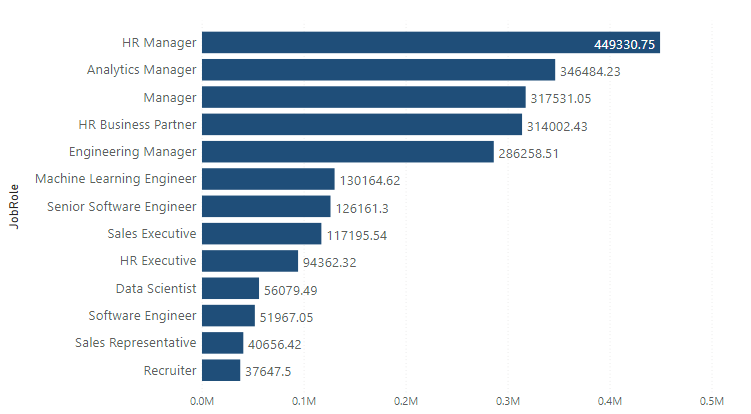 JobRole
HR Manager 449330.75
Analytics Manager 346484.23
Manager 317531.05
HR Business Partner 314002.43
Engineering Manager 286258.51
Machine Learning Engineer 130164.62
Senior Software Engineer 126161.3
Sales Executive 117195.54
HR Executive 94362.32
Data Scientist 56079.49
Software Engineer 51967.05
Sales Representative 40656.42
Recruiter 37647.5
0.0M 0.1M 0.2M 0.3M 0.4M 0.5M